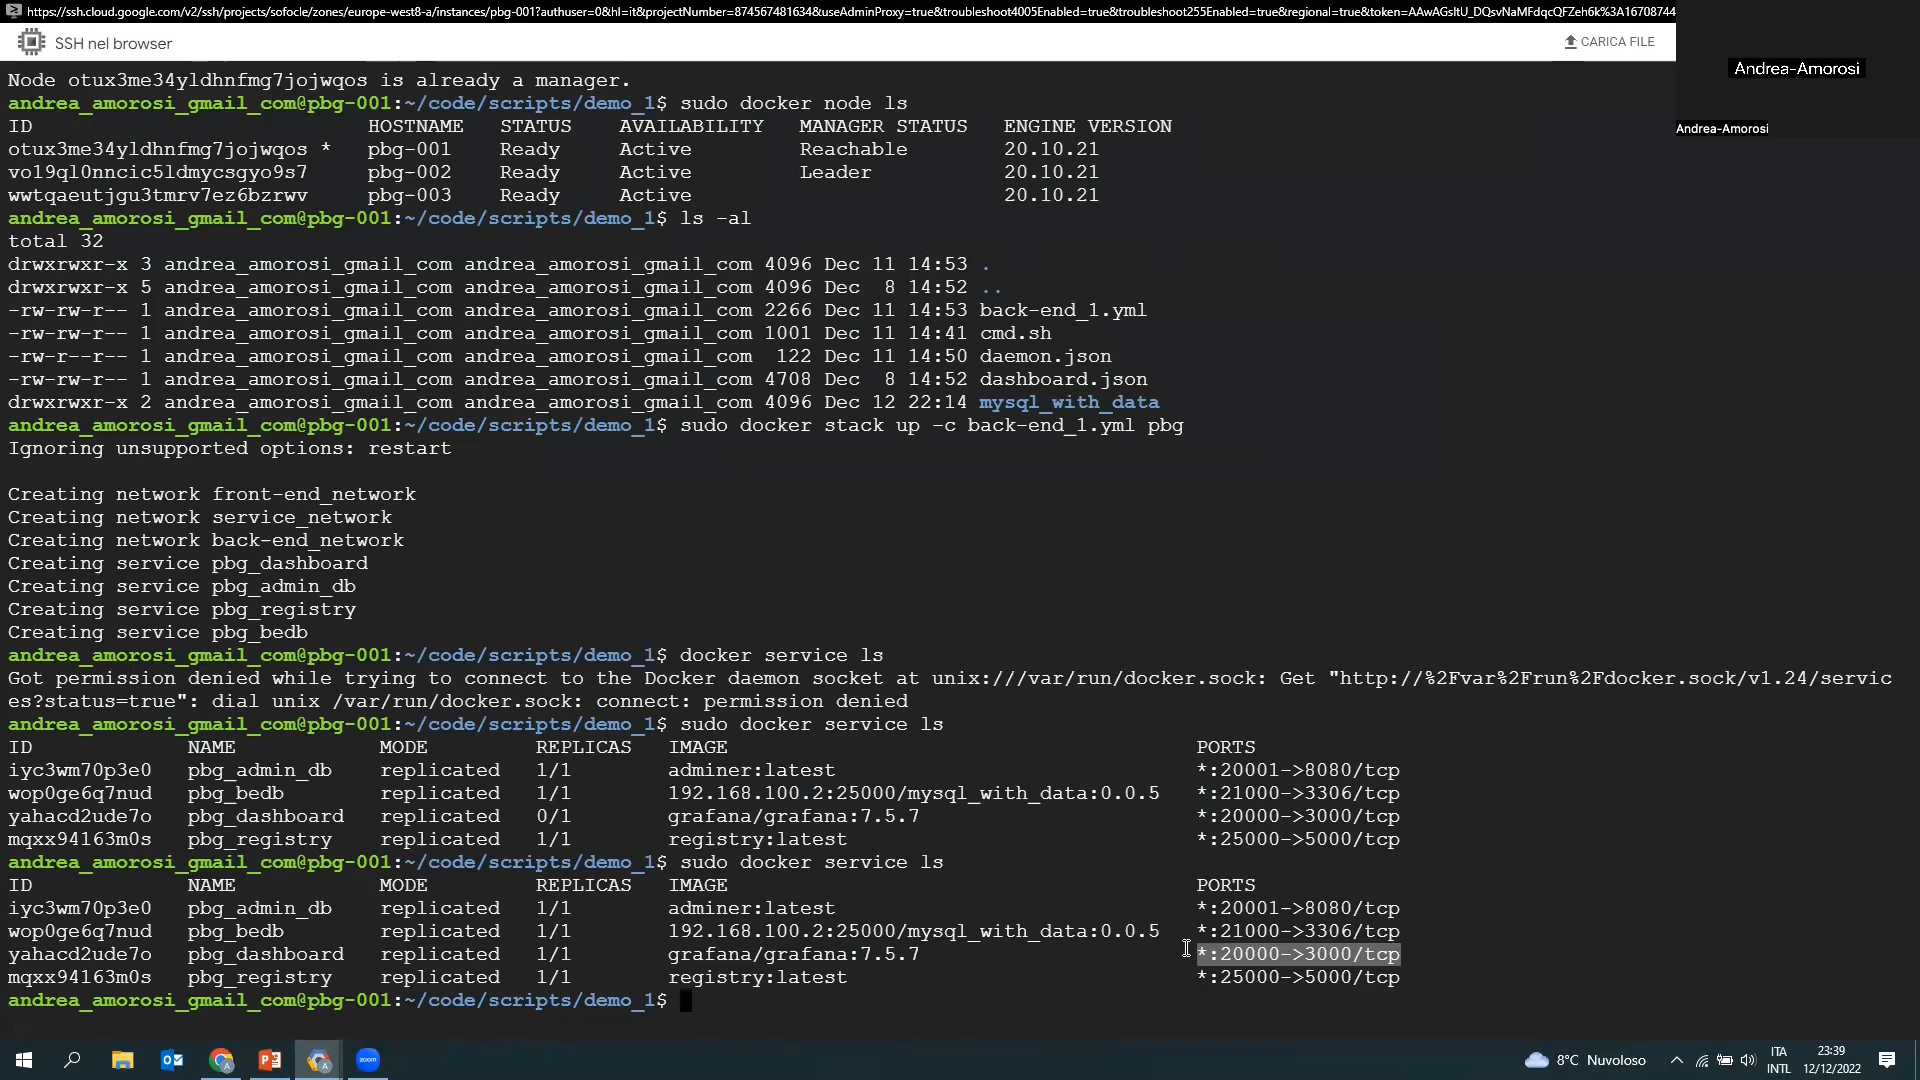 https://ssh.cloud.google.com/v2/ssh/projects/sofocle/zones/europe-west8-a/instances/pbg-001?authuser=0&hl=it&projectNumber=874567481634&useAdminProxy=true&troubleshoot4005Enabled=true&troubleshoot255Enabled=true&regional=true&token=AAwAGsltU_DQsvNaMFdqcQFZeh6k%3A16708744
SSH nel browser
CARICA FILE
Andrea-Amorosi
Andrea-Amorosi
Node otux3me34yldhnfmg7jojwqos is already a manager.
andrea_amorosi_gmail_com@pbg-001:~/code/scripts/demo_1$ sudo docker node ls
ID HOSTNAME STATUS AVAILABILITY MANAGER STATUS ENGINE VERSION
otux3me34yldhnfmg7jojwqos * pbg-001 Ready Active Reachable 20.10.21
vo19ql0nncic5ldmycsgyo9s7 pbg-002 Ready Active Leader 20.10.21
wwtqaeutjgu3tmrv7ez6bzrwv pbg-003 Ready Active 20.10.21
andrea_amorosi_gmail_com@pbg-001:~/code/scripts/demo_1$ ls -al
total 32
drwxrwxr-x 3 andrea_amorosi_gmail_com andrea_amorosi_gmail_com 4096 Dec 11 14:53 .
drwxrwxr-x 5 andrea_amorosi_gmail_com andrea_amorosi_gmail_com 4096 Dec 8 14:52 ..
-rw-rw-r-- 1 andrea_amorosi_gmail_com andrea_amorosi_gmail_com 2266 Dec 11 14:53 back-end_1.yml
-rw-rw-r-- 1 andrea_amorosi_gmail_com andrea_amorosi_gmail_com 1001 Dec 11 14:41 cmd.sh
-rw-r--r-- 1 andrea_amorosi_gmail_com andrea_amorosi_gmail_com 122 Dec 11 14:50 daemon.json
-rw-rw-r-- 1 andrea_amorosi_gmail_com andrea_amorosi_gmail_com 4708 Dec 8 14:52 dashboard.json
drwxrwxr-x 2 andrea_amorosi_gmail_com andrea_amorosi_gmail_com 4096 Dec 12 22:14 mysql_with_data
andrea_amorosi_gmail_com@pbg-001:~/code/scripts/demo_1$ sudo docker stack up -c back-end_1.yml pbg
Ignoring unsupported options: restart
Creating network front-end_network
Creating network service_network
Creating network back-end_network
Creating service pbg_dashboard
Creating service pbg_admin_db
Creating service pbg_registry
Creating service pbg_bedb
andrea_amorosi_gmail_com@pbg-001:~/code/scripts/demo_1$ docker service ls
Got permission denied while trying to connect to the Docker daemon socket at unix:///var/run/docker.sock: Get "http://%2Fvar%2Frun%2Fdocker.sock/v1.24/servic
es?status=true": dial unix /var/run/docker.sock: connect: permission denied
andrea_amorosi_gmail_com@pbg-001:~/code/scripts/demo_1$ sudo docker service ls
ID NAME MODE REPLICAS IMAGE PORTS
iyc3wm70p3e0 pbg_admin_db replicated 1/1 adminer:latest *:20001->8080/tcp
wop0ge6q7nud pbg_bedb replicated 1/1 192.168.100.2:25000/mysql_with_data:0.0.5 *:21000->3306/tcp
yahacd2ude7o pbg_dashboard replicated 0/1 grafana/grafana:7.5.7 *:20000->3000/tcp
mqxx94163m0s pbg_registry replicated 1/1 registry:latest *:25000->5000/tcp
andrea_amorosi_gmail_com@pbg-001:~/code/scripts/demo_1$ sudo docker service ls
ID NAME MODE REPLICAS IMAGE PORTS
iyc3wm70p3e0 pbg_admin_db replicated 1/1 adminer:latest *:20001->8080/tcp
wop0ge6q7nud pbg_bedb replicated 1/1 192.168.100.2:25000/mysql_with_data:0.0.5 *:21000->3306/tcp
yahacd2ude7o pbg_dashboard replicated 1/1 grafana/grafana:7.5.7 *:20000->3000/tcp
mqxx94163m0s pbg_registry replicated 1/1 registry:latest *:25000->5000/tcp
andrea_amorosi_gmail_com@pbg-001:~/code/scripts/demo_1$
zoom
8°C Nuvoloso
ITA
INTL
23:39
12/12/2022